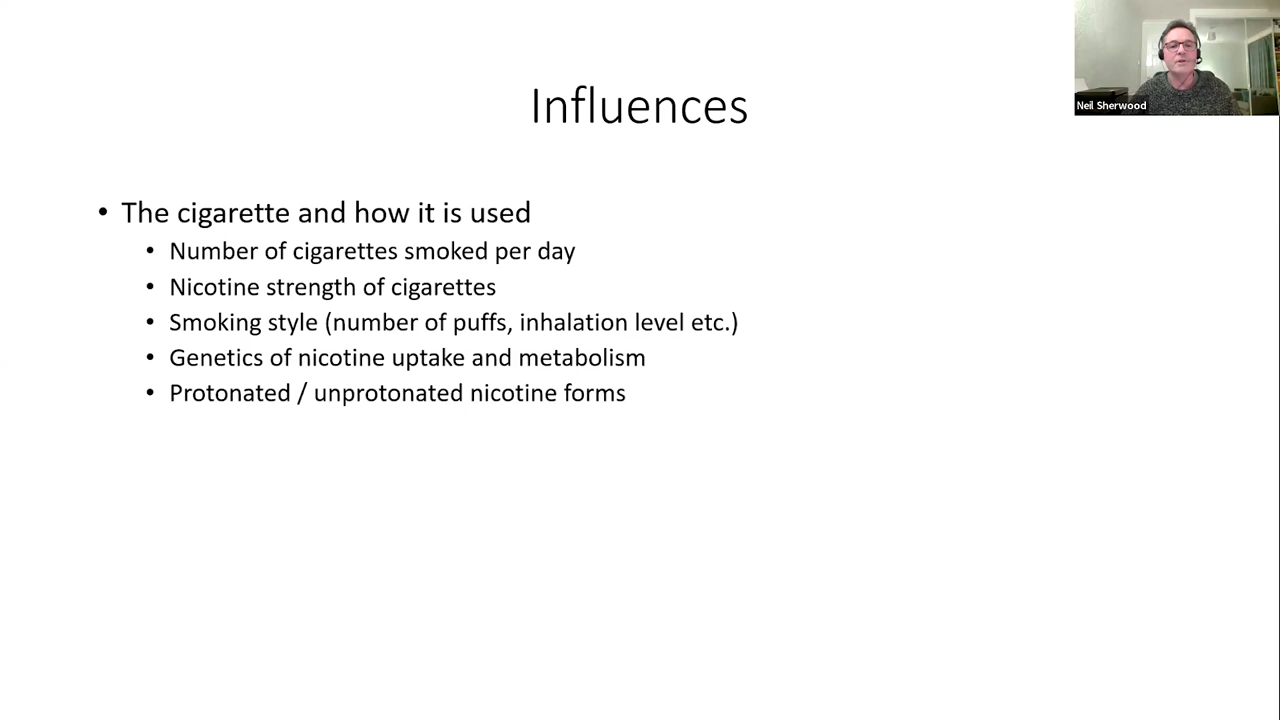 Influences
Neil Sherwood
• The cigarette and how it is used
• Number of cigarettes smoked per day
• Nicotine strength of cigarettes
• Smoking style (number of puffs, inhalation level etc.)
• Genetics of nicotine uptake and metabolism
• Protonated / unprotonated nicotine forms